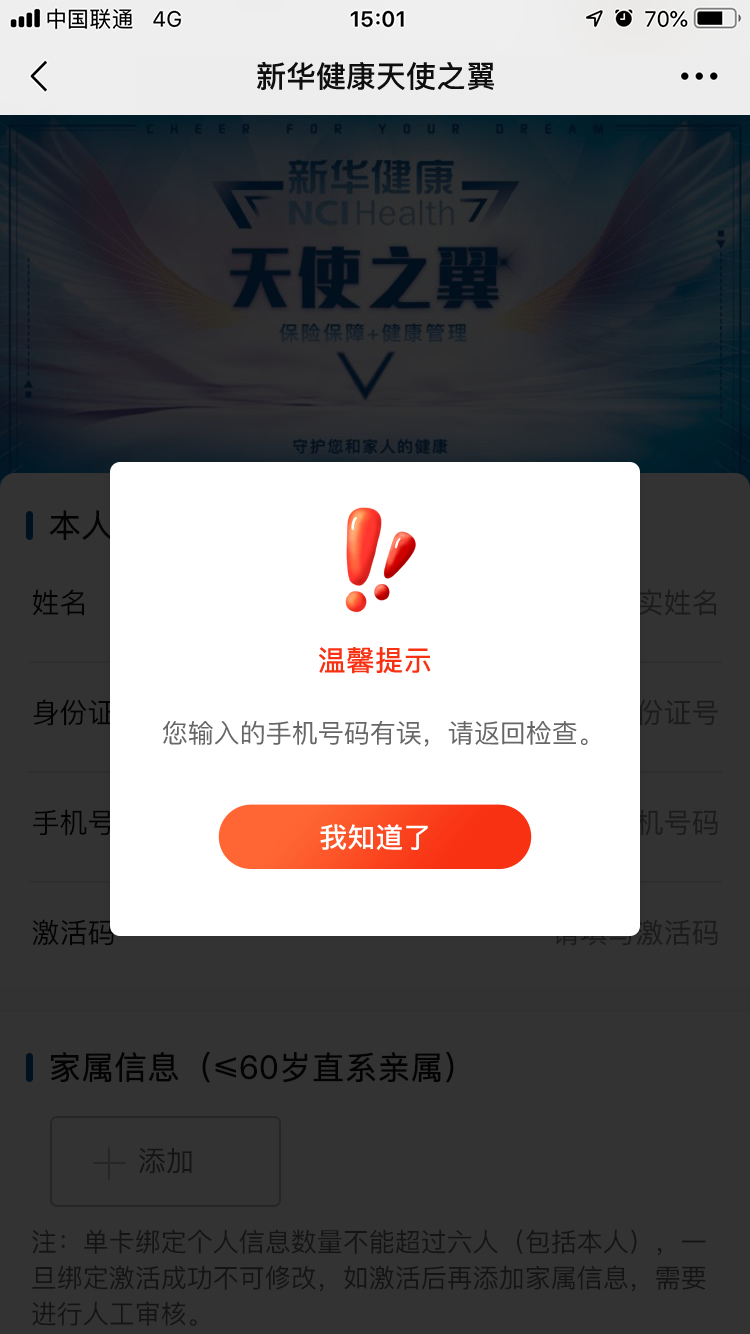 中国联通 4G 15:01 70%
新华健康天使之翼
CHEER FOR YOUR DREAM
新华健康
NCI Health
天使之翼
保险保障+健康管理
守护您和家人的健康
本人
姓名 实姓名
身份证 份证号
手机号 机号码
激活码 请填写激活码
温馨提示
您输入的手机号码有误，请返回检查。
我知道了
家属信息（≤60岁直系亲属）
添加
注：单卡绑定个人信息数量不能超过六人（包括本人），一
旦绑定激活成功不可修改，如激活后再添加家属信息，需要
进行人工审核。